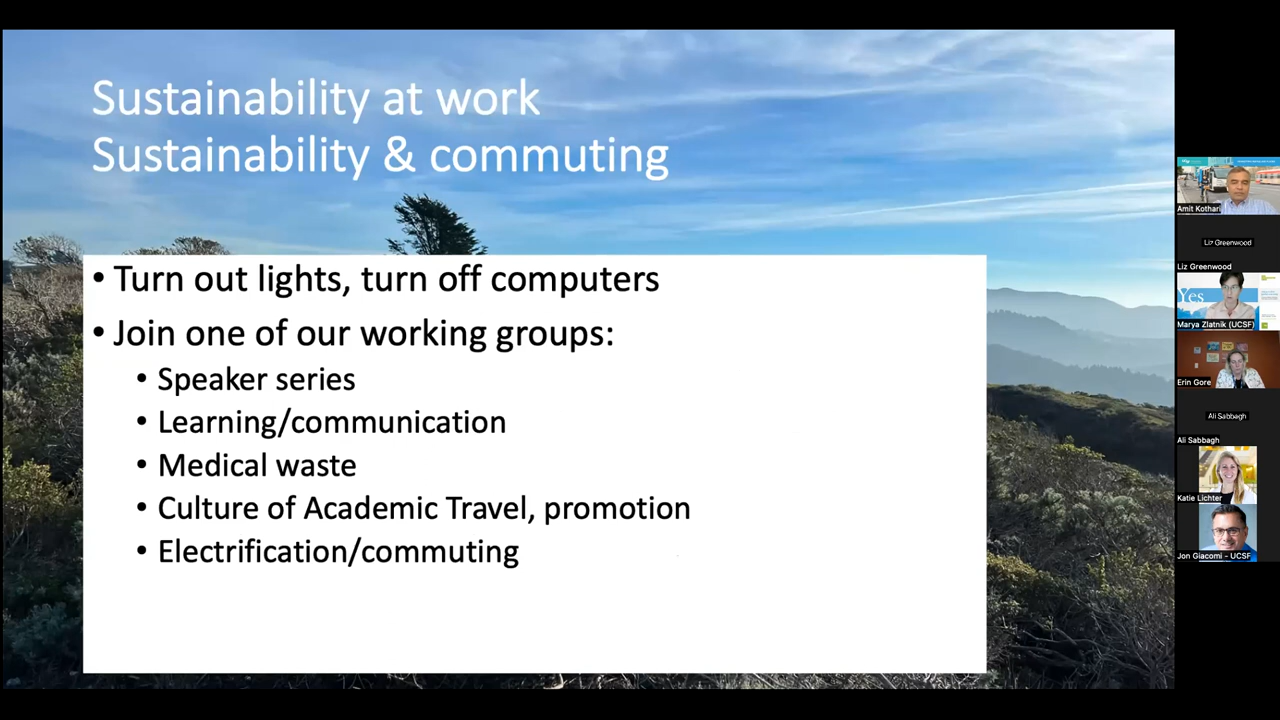 Sustainability at work
Sustainability & commuting
• Turn out lights, turn off computers
• Join one of our working groups:
• Speaker series
• Learning/communication
• Medical waste
• Culture of Academic Travel, promotion
• Electrification/commuting
Amit Kothari
Liz Greenwood
Liz Greenwood
Yes
Marya Zlatnik (UCSF)
Erin Gore
Ali Sabbagh
Ali Sabbagh
Katie Lichter
Jon Giacomi - UCSF